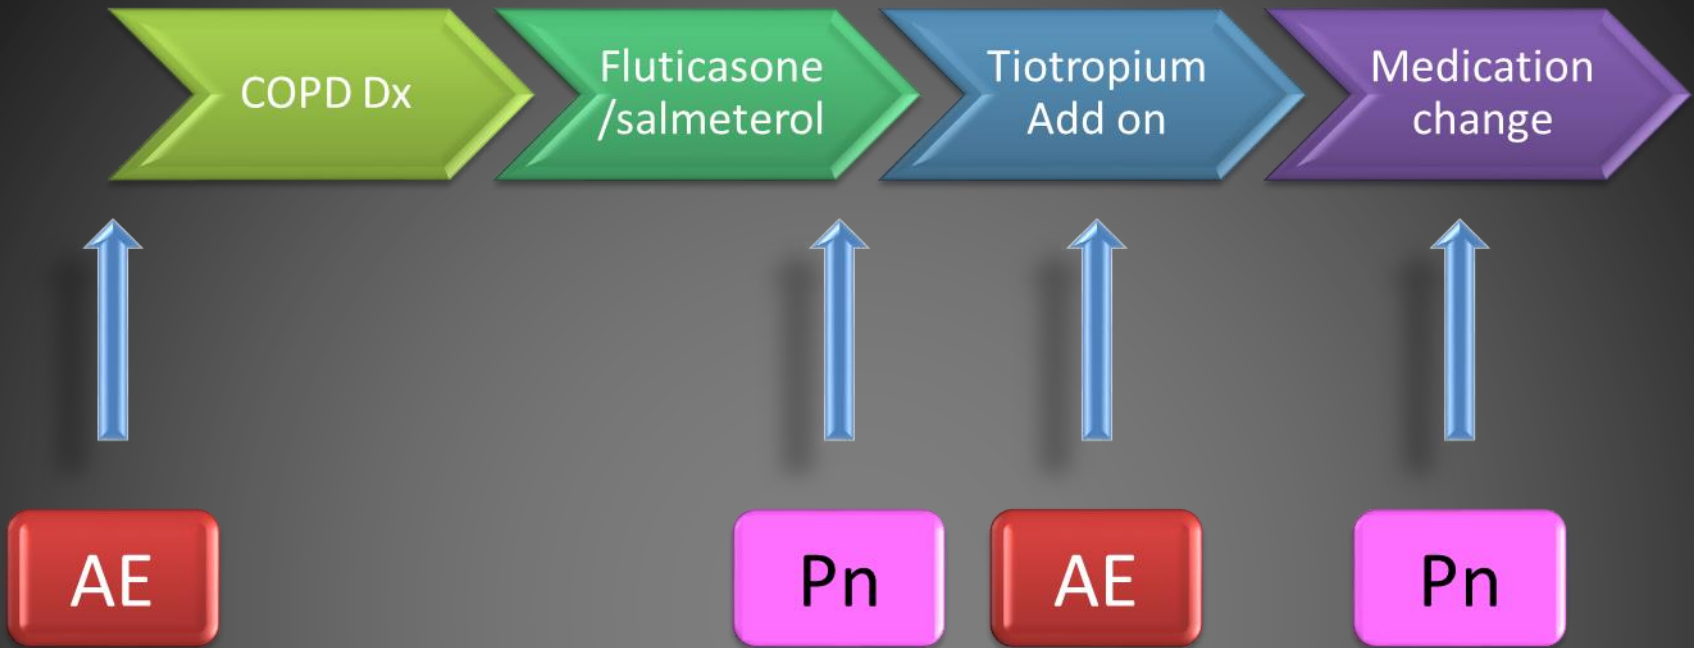 COPD Dx
Fluticasone
/salmeterol
Tiotropium
Add on
Medication
change
AE
Pn
AE
Pn